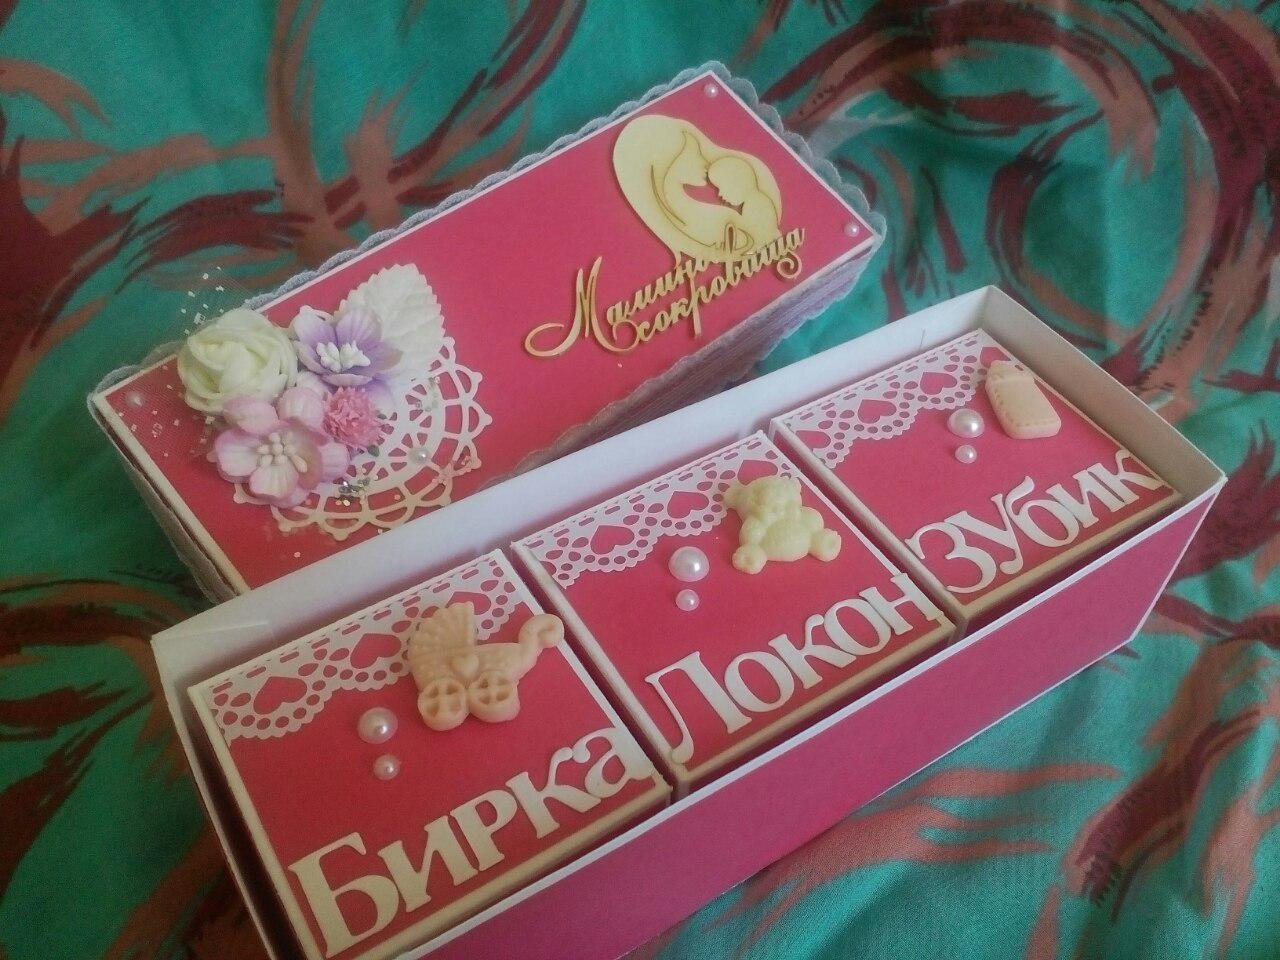 Мамины
сокровища
Бирка
Локон
Зубик